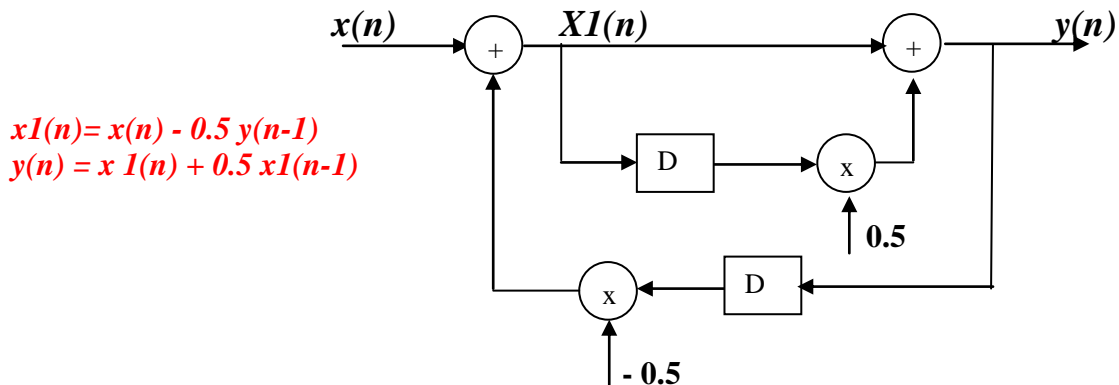 x(n) X1(n) y(n)
+ +
x1(n)= x(n) - 0.5 y(n-1)
y(n) = x 1(n) + 0.5 x1(n-1)
D x
0.5
x D
- 0.5